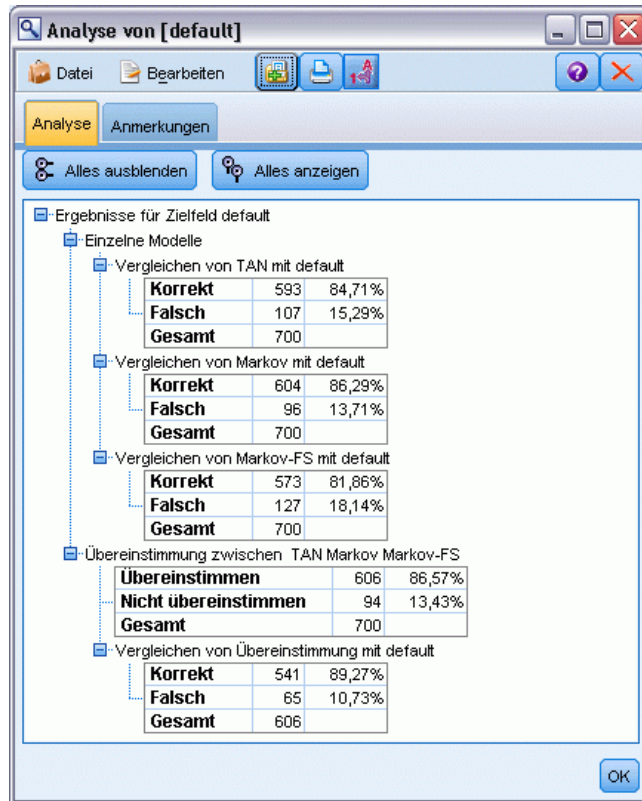 Analyse von [default]
Datei Bearbeiten
Analyse Anmerkungen
Alles ausblenden Alles anzeigen
Ergebnisse für Zielfeld default
Einzelne Modelle
Vergleichen von TAN mit default
Korrekt 593 84,71%
Falsch 107 15,29%
Gesamt 700
Vergleichen von Markov mit default
Korrekt 604 86,29%
Falsch 96 13,71%
Gesamt 700
Vergleichen von Markov-FS mit default
Korrekt 573 81,86%
Falsch 127 18,14%
Gesamt 700
Übereinstimmung zwischen TAN Markov Markov-FS
Übereinstimmen 606 86,57%
Nicht übereinstimmen 94 13,43%
Gesamt 700
Vergleichen von Übereinstimmung mit default
Korrekt 541 89,27%
Falsch 65 10,73%
Gesamt 606
OK